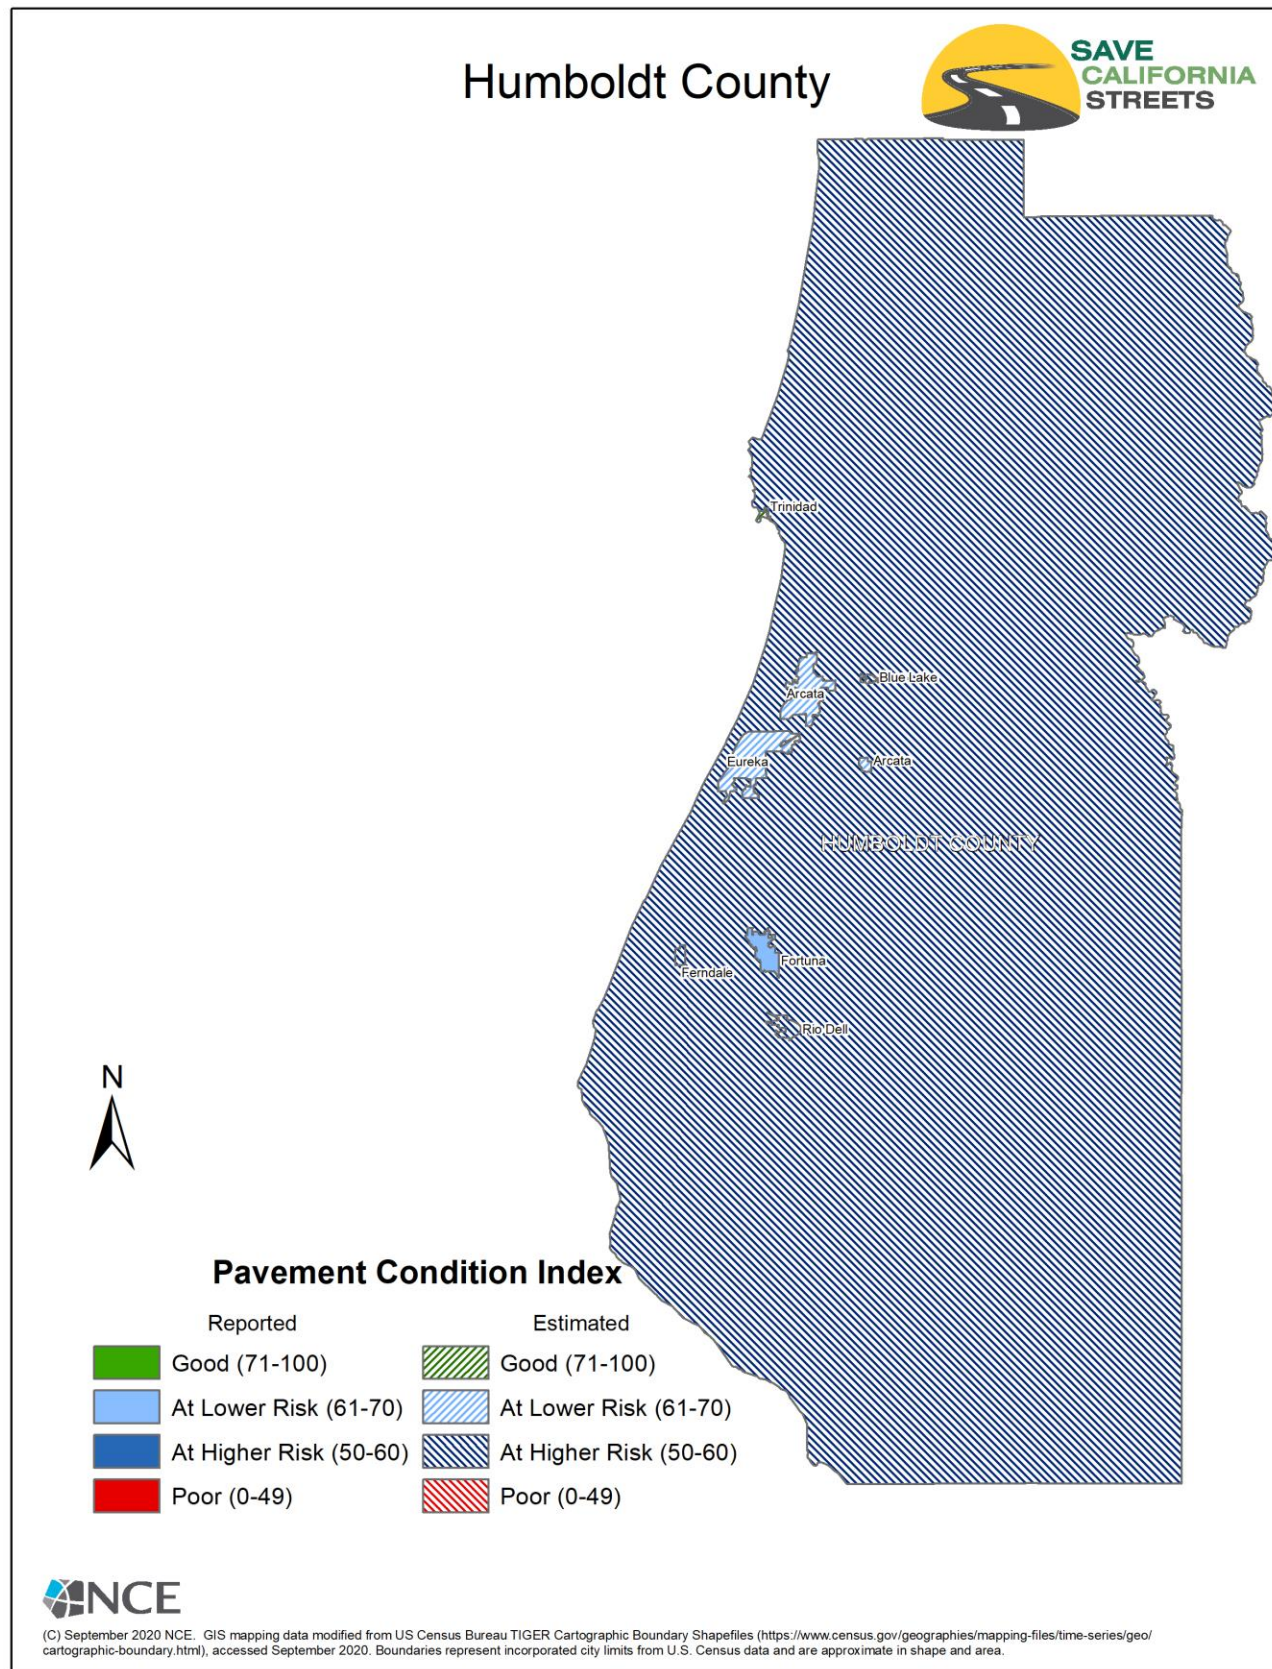 Humboldt County
SAVE
CALIFORNIA
STREETS
Trinidad
Blue Lake
Arcata
Eureka
Arcata
HUMBOLDT COUNTY
Ferndale
Fortuna
Rio Dell
N
Pavement Condition Index
Reported
Estimated
Good (71-100)
Good (71-100)
At Lower Risk (61-70)
At Lower Risk (61-70)
At Higher Risk (50-60)
At Higher Risk (50-60)
Poor (0-49)
Poor (0-49)
NCE
(C) September 2020 NCE. GIS mapping data modified from US Census Bureau TIGER Cartographic Boundary Shapefiles (https://www.census.gov/geographies/mapping-files/time-series/geo/
cartographic-boundary.html), accessed September 2020. Boundaries represent incorporated city limits from U.S. Census data and are approximate in shape and area.